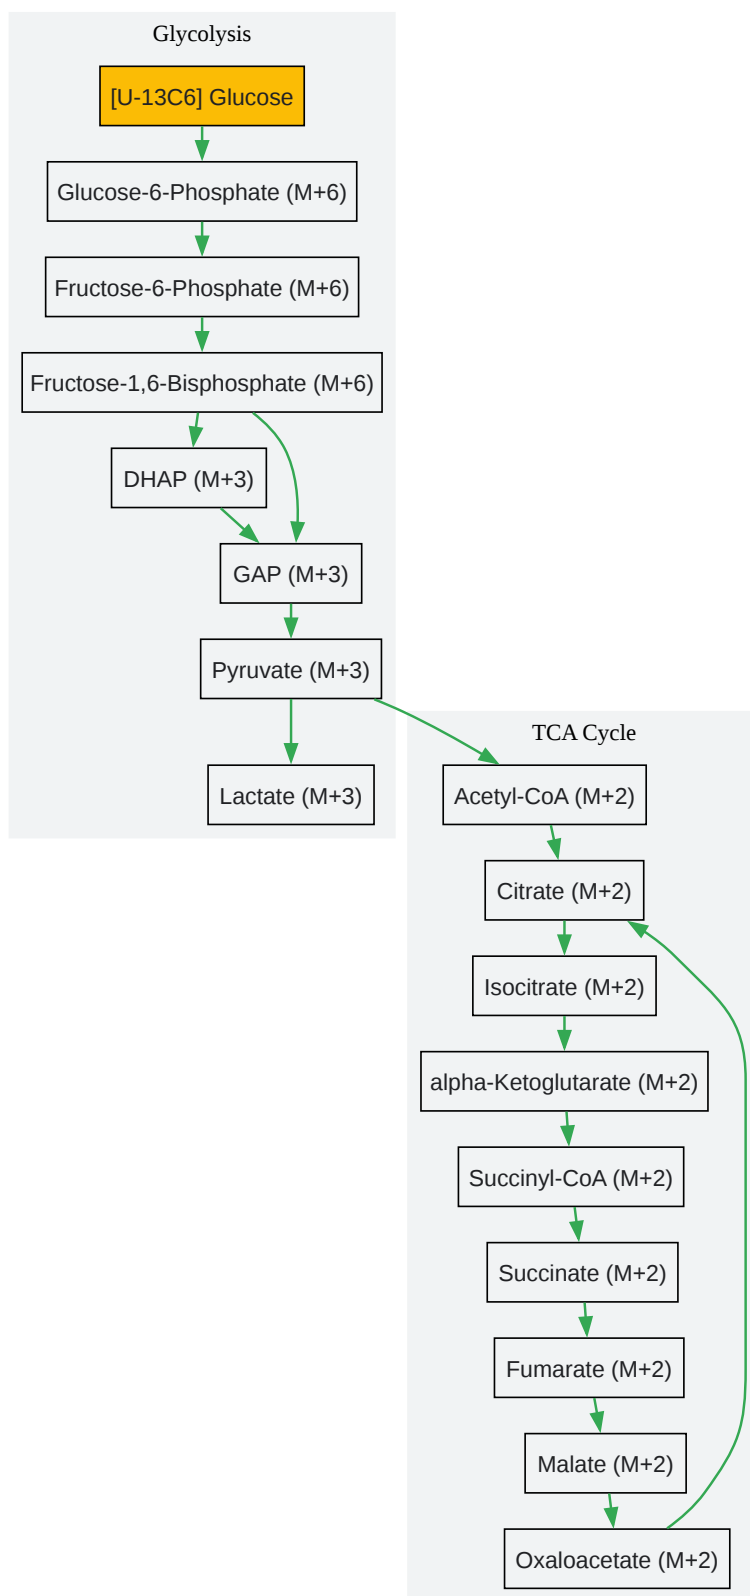 Glycolysis
[U-13C6] Glucose
Glucose-6-Phosphate (M+6)
Fructose-6-Phosphate (M+6)
Fructose-1,6-Bisphosphate (M+6)
DHAP (M+3)
GAP (M+3)
Pyruvate (M+3)
Lactate (M+3)
TCA Cycle
Acetyl-CoA (M+2)
Citrate (M+2)
Isocitrate (M+2)
alpha-Ketoglutarate (M+2)
Succinyl-CoA (M+2)
Succinate (M+2)
Fumarate (M+2)
Malate (M+2)
Oxaloacetate (M+2)